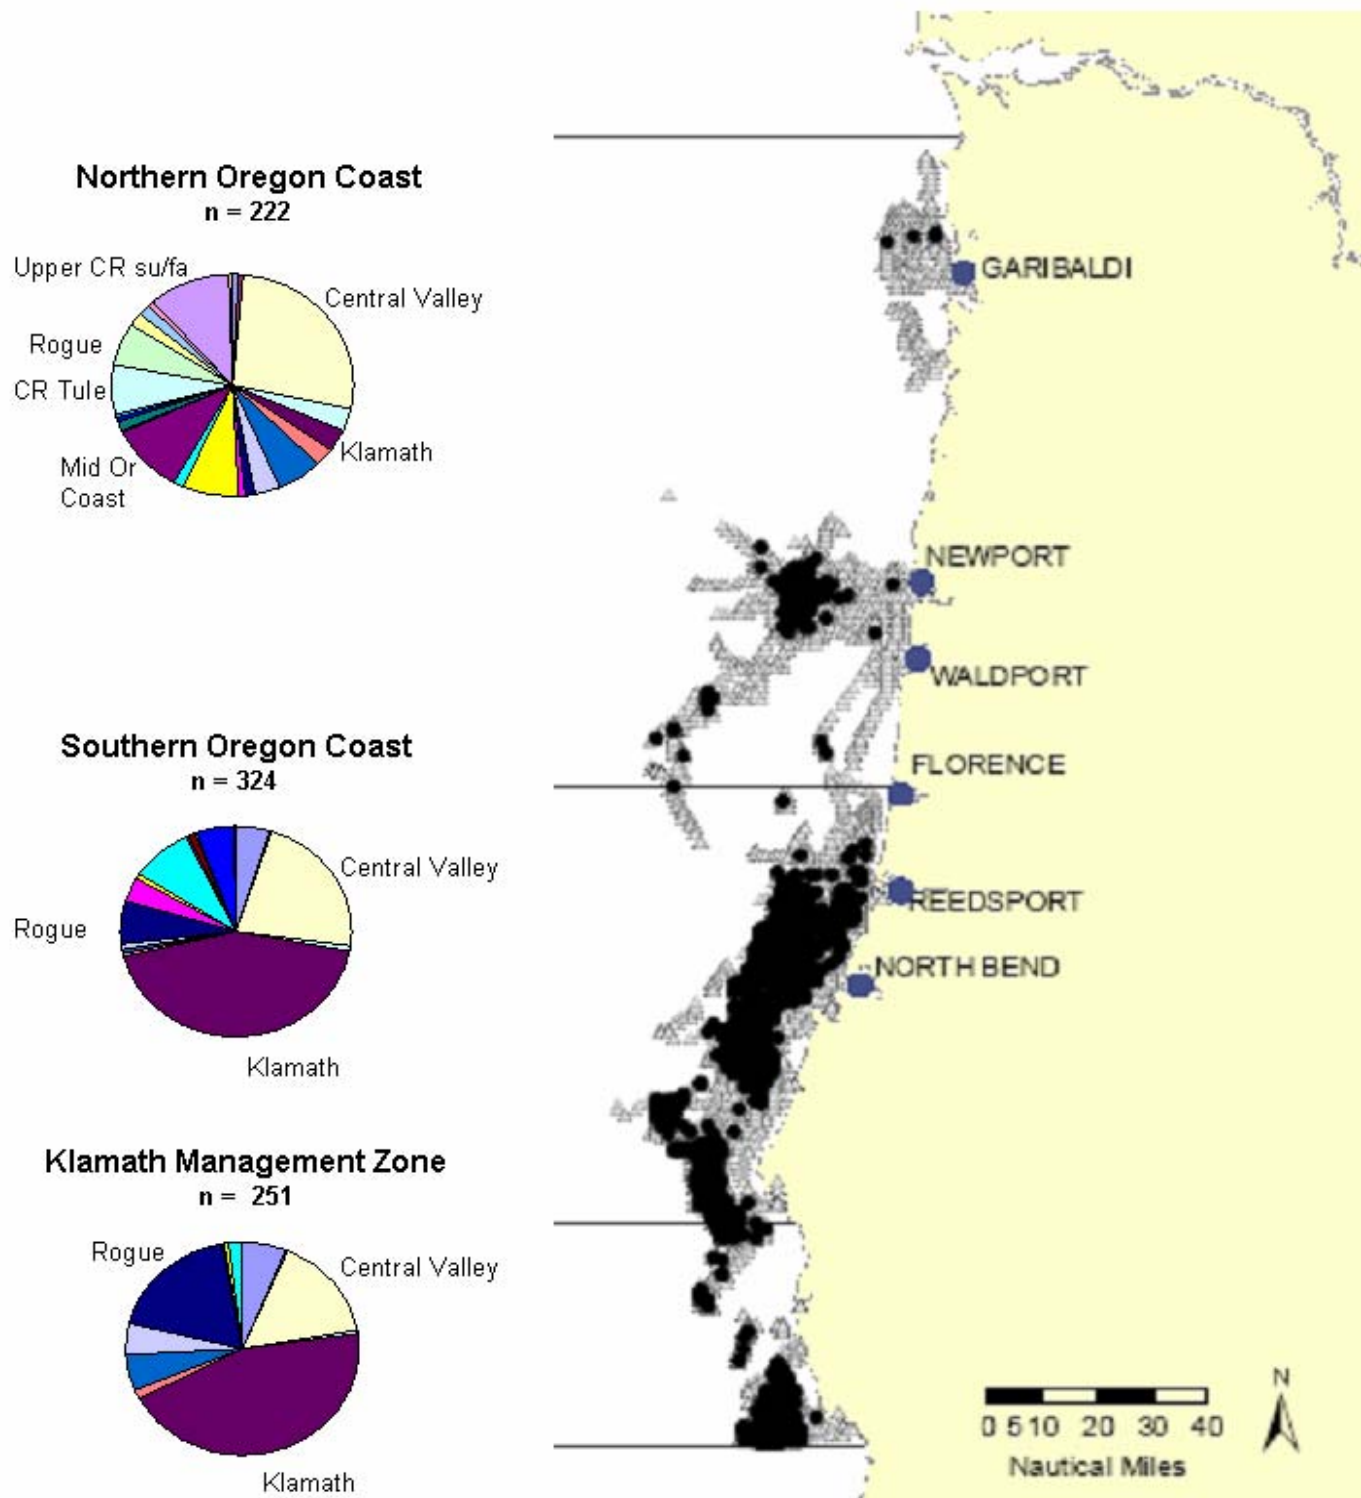 Northern Oregon Coast
n = 222
Upper CR su/fa
Central Valley
Rogue
CR Tule
Klamath
Mid Or
Coast
Southern Oregon Coast
n = 324
Central Valley
Rogue
Klamath
Klamath Management Zone
n = 251
Rogue
Central Valley
Klamath
GARIBALDI
NEWPORT
WALDPORT
FLORENCE
REEDSPORT
NORTH BEND
N
0 5 10 20 30 40
Nautical Miles